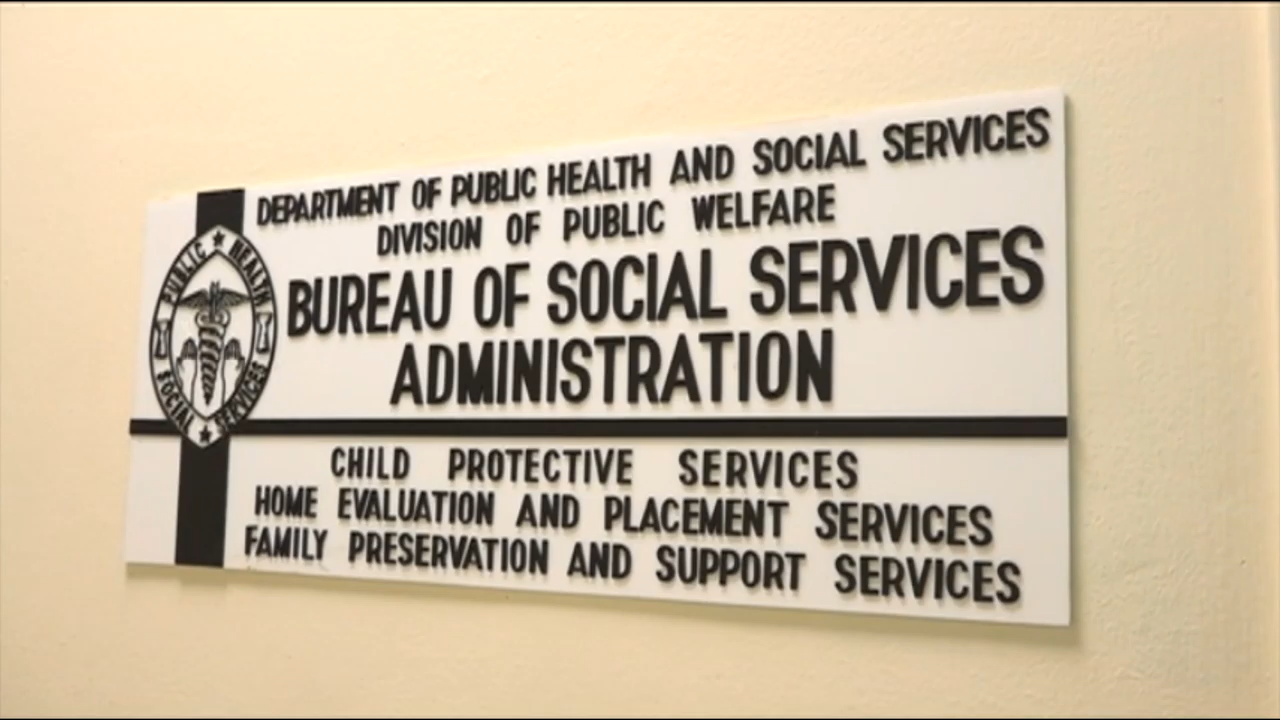 DEPARTMENT OF PUBLIC HEALTH AND SOCIAL SERVICES
DIVISION OF PUBLIC WELFARE
BUREAU OF SOCIAL SERVICES
ADMINISTRATION
PUBLIC HEALTH
SOCIAL SERVICES
CHILD PROTECTIVE SERVICES
HOME EVALUATION AND PLACEMENT SERVICES
FAMILY PRESERVATION AND SUPPORT SERVICES